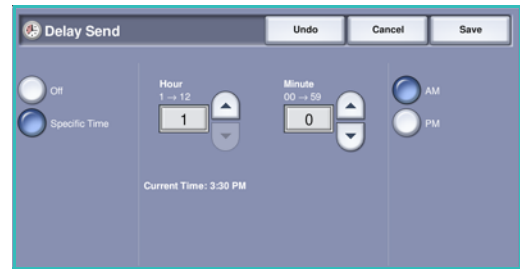 Delay Send
Undo
Cancel
Save
Off
Specific Time
Hour
1 → 12
1
Minute
00 → 59
0
AM
PM
Current Time: 3:30 PM